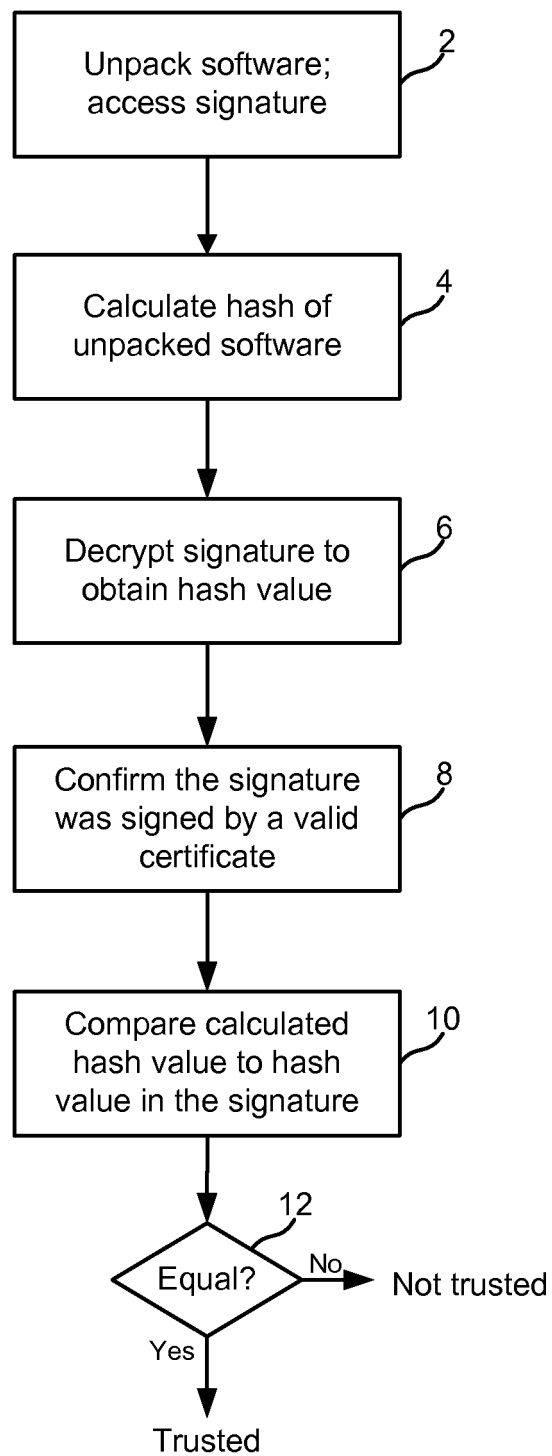 Unpack software;
access signature
2
Calculate hash of
unpacked software
4
Decrypt signature to
obtain hash value
6
Confirm the signature
was signed by a valid
certificate
8
Compare calculated
hash value to hash
value in the signature
10
12
Equal?
No
Not trusted
Yes
Trusted